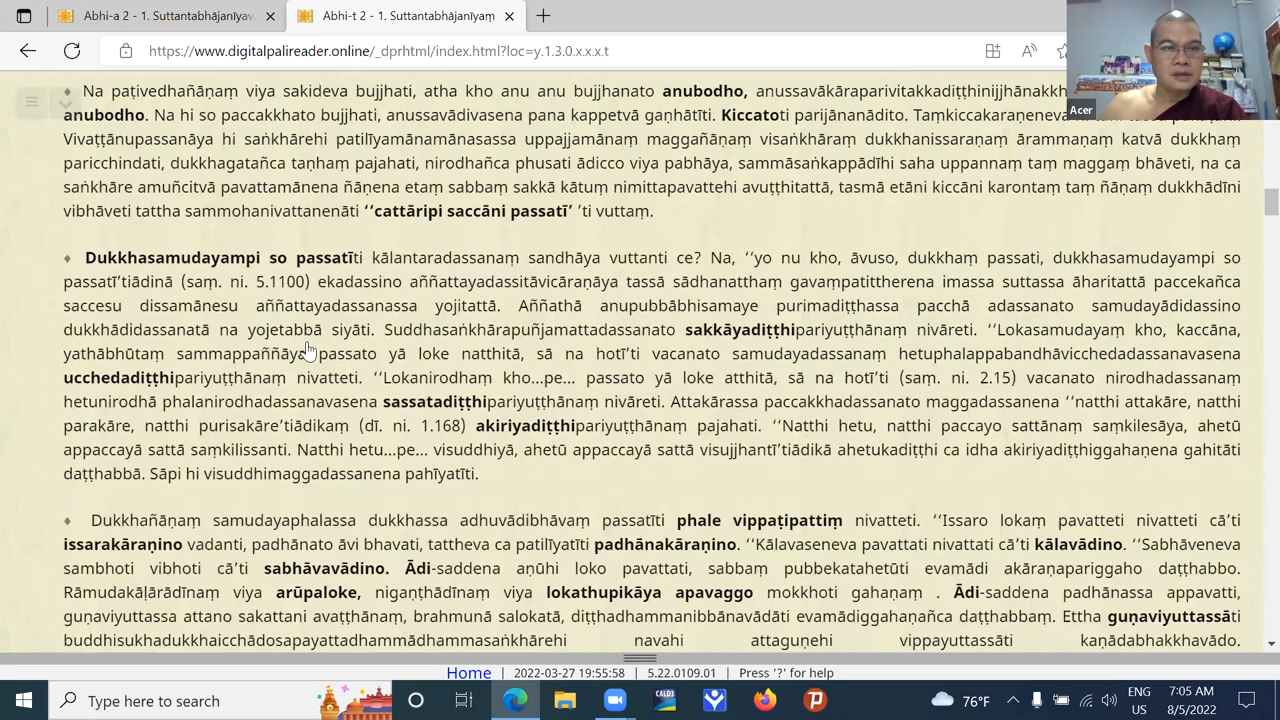 Abhi-a 2 - 1. Suttantabhājanīyav
Abhi-t 2 - 1. Suttantabhājanīyaṃ
https://www.digitalpalireader.online/_dprhtml/index.html?loc=y.1.3.0.x.x.x.t
Na paṭivedhañāṇaṃ viya sakideva bujjhati, atha kho anu anu bujjhanato anubodho, anussavākāraparivitakkadiṭṭhinijjhānakkh
anubodho. Na hi so paccakkhato bujjhati, anussavādivasena pana kappetvā gaṇhātīti. Kiccatoti parijānanādito. Taṃkiccakaraṇeneva
Vivaṭṭānupassanāya hi saṅkhārehi patilīyamānamānasassa uppajjamānaṃ maggañāṇaṃ visaṅkhāraṃ dukkhanissaraṇaṃ ārammaṇaṃ katvā dukkhaṃ
paricchindati, dukkhagatañca taṇhaṃ pajahati, nirodhañca phusati ādicco viya pabhāya, sammāsaṅkappādīhi saha uppannaṃ taṃ maggaṃ bhāveti, na ca
saṅkhāre amuñcitvā pavattamānena ñāṇena etaṃ sabbaṃ sakkā kātuṃ nimittapavattehi avuṭṭhitattā, tasmā etāni kiccāni karontaṃ taṃ ñāṇaṃ dukkhādīni
vibhāveti tattha sammohanivattanenāti ‘‘cattāripi saccāni passatī’ ’ti vuttaṃ.
Dukkhasamudayampi so passatīti kālantaradassanaṃ sandhāya vuttanti ce? Na, ‘‘yo nu kho, āvuso, dukkhaṃ passati, dukkhasamudayampi so
passatī’tiādinā (saṃ. ni. 5.1100) ekadassino aññattayadassitāvicāraṇāya tassā sādhanatthaṃ gavaṃpatittherena imassa suttassa āharitattā paccekañca
saccesu dissamānesu aññattayadassanassa yojitattā. Aññathā anupubbābhisamaye purimadiṭṭhassa pacchā adassanato samudayādidassino
dukkhādidassanatā na yojetabbā siyāti. Suddhasaṅkhārapuñjamattadassanato sakkāyadiṭṭhipariyuṭṭhānaṃ nivāreti. ‘‘Lokasamudayaṃ kho, kaccāna,
yathābhūtaṃ sammappaññāya passato yā loke natthitā, sā na hotī’ti vacanato samudayadassanaṃ hetuphalappabandhāvicchedadassanavasena
ucchedadiṭṭhipariyuṭṭhānaṃ nivatteti. ‘‘Lokanirodhaṃ kho...pe... passato yā loke atthitā, sā na hotī’ti (saṃ. ni. 2.15) vacanato nirodhadassanaṃ
hetunirodhā phalanirodhadassanavasena sassatadiṭṭhipariyuṭṭhānaṃ nivāreti. Attakārassa paccakkhadassanato maggadassanena ‘‘natthi attakāre, natthi
parakāre, natthi purisakāre’tiādikaṃ (dī. ni. 1.168) akiriyadiṭṭhipariyuṭṭhānaṃ pajahati. ‘‘Natthi hetu, natthi paccayo sattānaṃ saṃkilesāya, ahetū
appaccayā sattā saṃkilissanti. Natthi hetu...pe... visuddhiyā, ahetū appaccayā sattā visujjhantī’tiādikā ahetukadiṭṭhi ca idha akiriyadiṭṭhiggahaṇena gahitāti
daṭṭhabbā. Sāpi hi visuddhimaggadassanena pahīyatīti.
Dukkhañāṇaṃ samudayaphalassa dukkhassa adhuvādibhāvaṃ passatīti phale vippaṭipattiṃ nivatteti. ‘‘Issaro lokaṃ pavatteti nivatteti cā’ti
issarakāraṇino vadanti, padhānato āvi bhavati, tattheva ca patilīyatīti padhānakāraṇino. ‘‘Kālavaseneva pavattati nivattati cā’ti kālavādino. ‘‘Sabhāveneva
sambhoti vibhoti cā’ti sabhāvavādino. Ādi-saddena aṇūhi loko pavattati, sabbaṃ pubbekatahetūti evamādi akāraṇapariggaho daṭṭhabbo.
Rāmudakāḷārādīnaṃ viya arūpaloke, nigaṇṭhādīnaṃ viya lokathupikāya apavaggo mokkhoti gahaṇaṃ . Ādi-saddena padhānassa appavatti,
guṇaviyuttassa attano sakattani avaṭṭhānaṃ, brahmunā salokatā, diṭṭhadhammanibbānavādāti evamādiggahañca daṭṭhabbaṃ. Ettha guṇaviyuttassāti
buddhisukhadukkhaicchādosapayattadhammādhammasaṅkhārehi navahi attaguṇehi vippayuttassāti kaṇādabhakkhavādo.
Acer
Home | 2022-03-27 19:55:58 | 5.22.0109.01 | Press '?' for help
Type here to search
CALD3
76°F
ENG
US
7:05 AM
8/5/2022